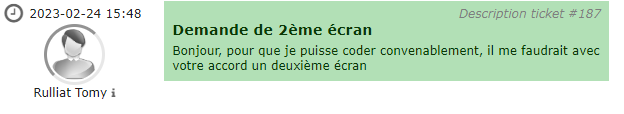 2023-02-24 15:48
Rulliat Tomy
Description ticket #187
Demande de 2ème écran
Bonjour, pour que je puisse coder convenablement, il me faudrait avec
votre accord un deuxième écran